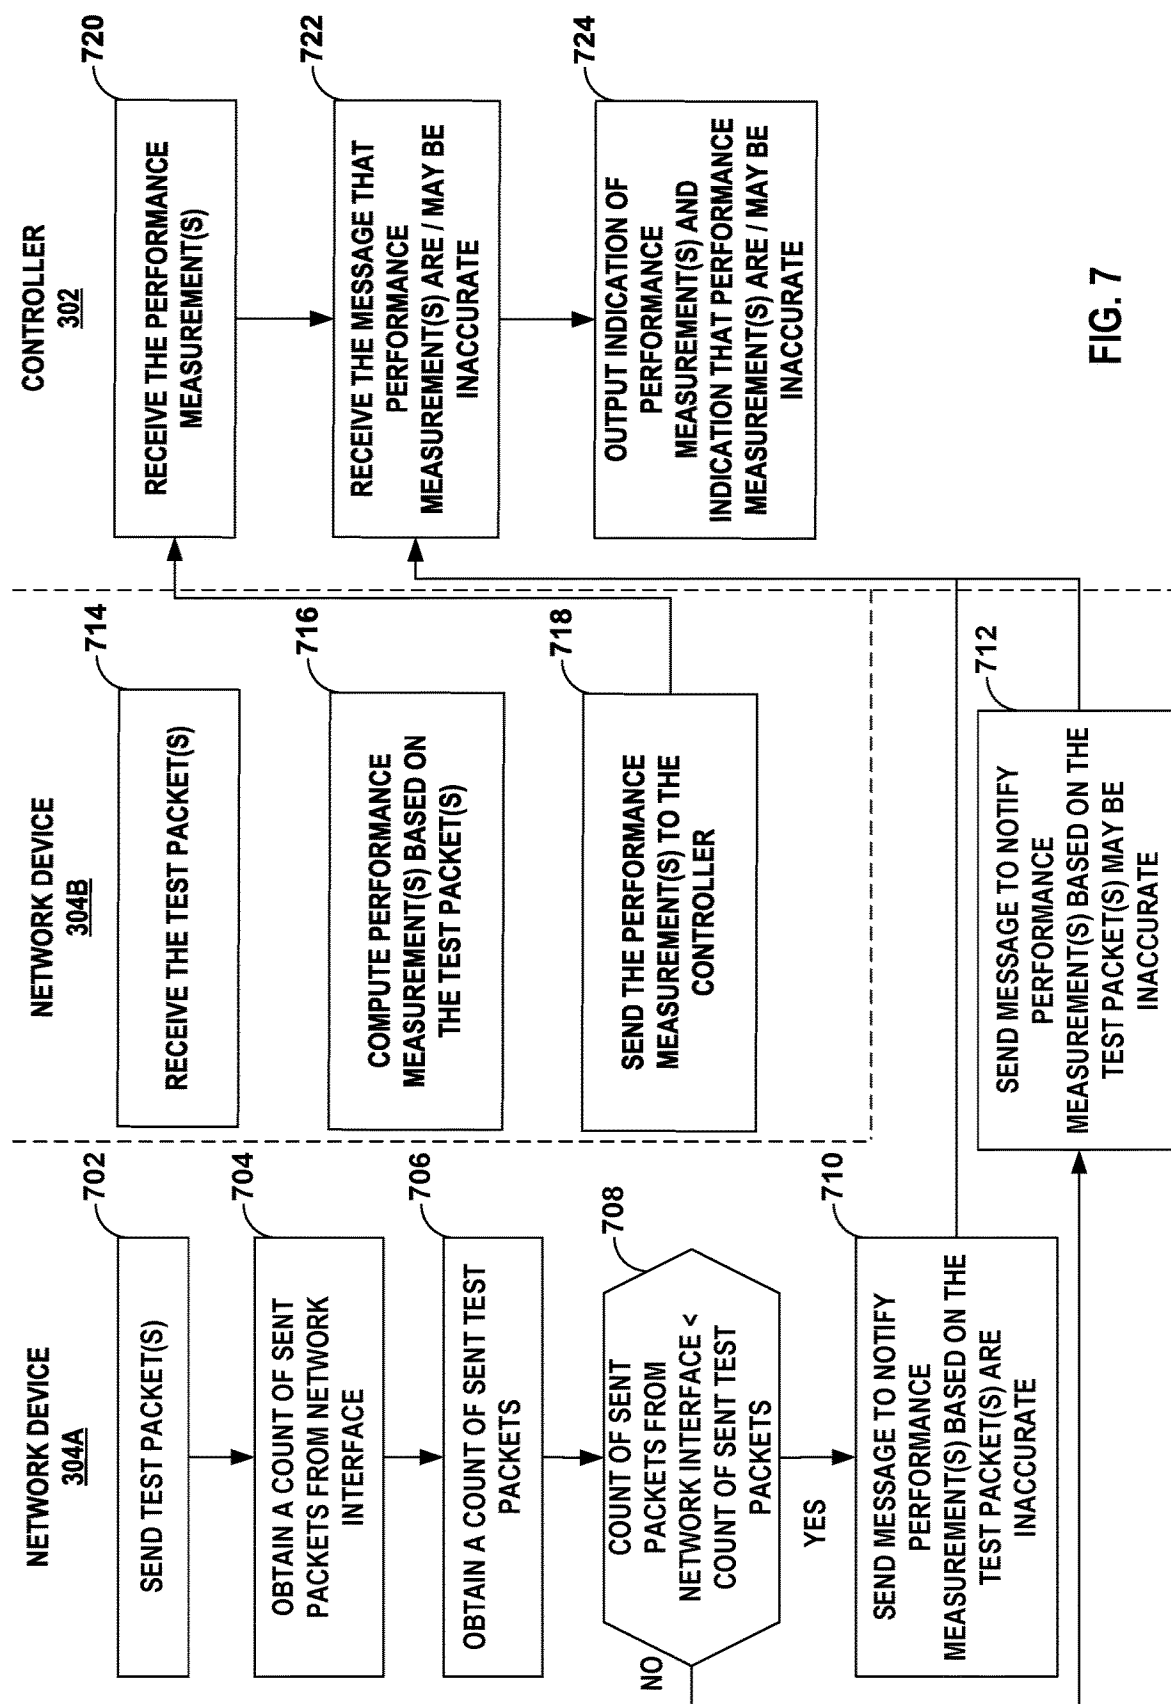 NETWORK DEVICE
304A
702
SEND TEST PACKET(S)
704
OBTAIN A COUNT OF SENT
PACKETS FROM NETWORK
INTERFACE
706
OBTAIN A COUNT OF SENT TEST
PACKETS
708
COUNT OF SENT
PACKETS FROM
NETWORK INTERFACE <
COUNT OF SENT TEST
PACKETS
NO
YES
710
SEND MESSAGE TO NOTIFY
PERFORMANCE
MEASUREMENT(S) BASED ON THE
TEST PACKET(S) ARE
INACCURATE
712
SEND MESSAGE TO NOTIFY
PERFORMANCE
MEASUREMENT(S) BASED ON THE
TEST PACKET(S) MAY BE
INACCURATE
NETWORK DEVICE
304B
714
RECEIVE THE TEST PACKET(S)
716
COMPUTE PERFORMANCE
MEASUREMENT(S) BASED ON
THE TEST PACKET(S)
718
SEND THE PERFORMANCE
MEASUREMENT(S) TO THE
CONTROLLER
CONTROLLER
302
720
RECEIVE THE PERFORMANCE
MEASUREMENT(S)
722
RECEIVE THE MESSAGE THAT
PERFORMANCE
MEASUREMENT(S) ARE / MAY BE
INACCURATE
724
OUTPUT INDICATION OF
PERFORMANCE
MEASUREMENT(S) AND
INDICATION THAT PERFORMANCE
MEASUREMENT(S) ARE / MAY BE
INACCURATE
FIG. 7